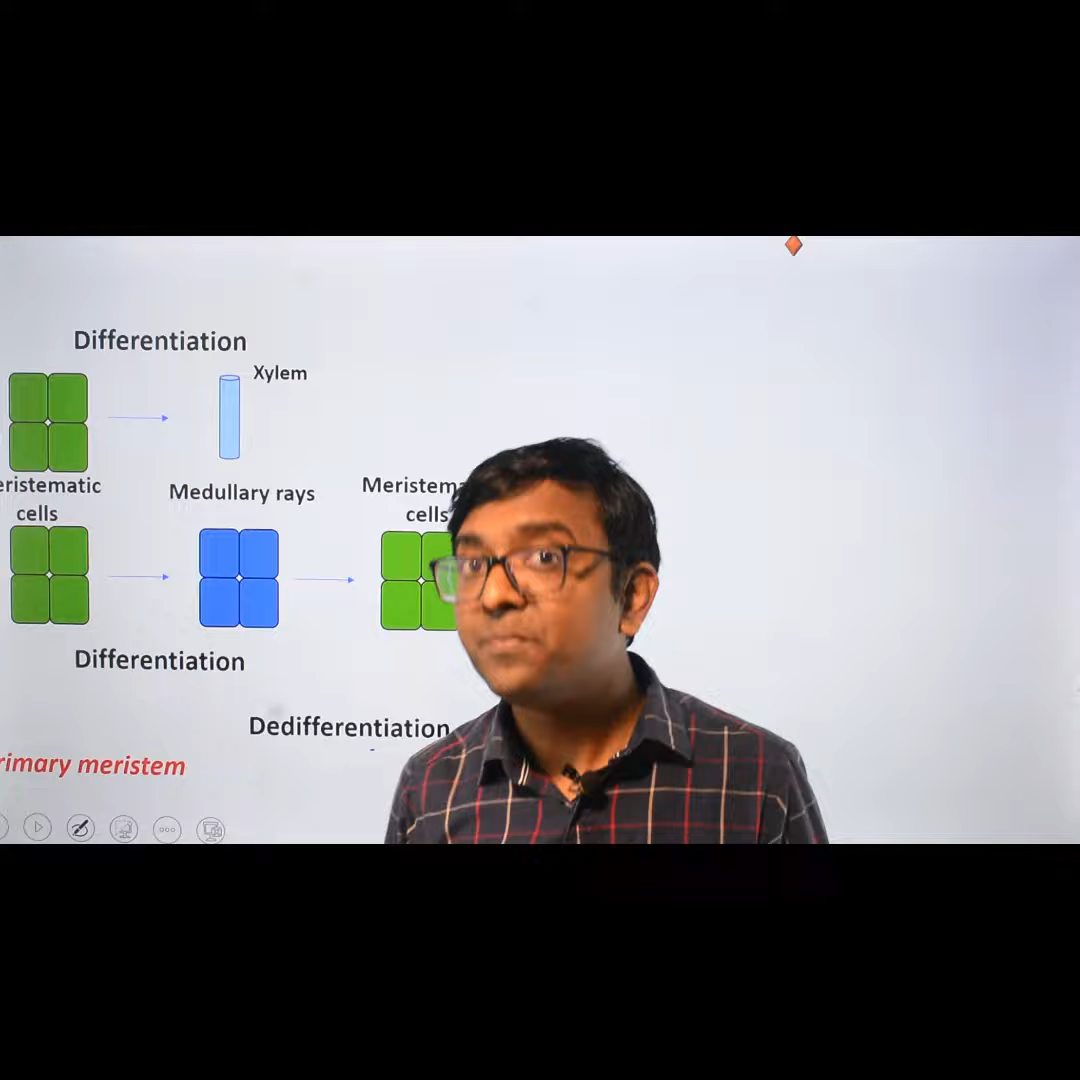 Differentiation
Xylem
eristematic
cells
Medullary rays
Meristema
cells
Differentiation
Dedifferentiation
rimary meristem